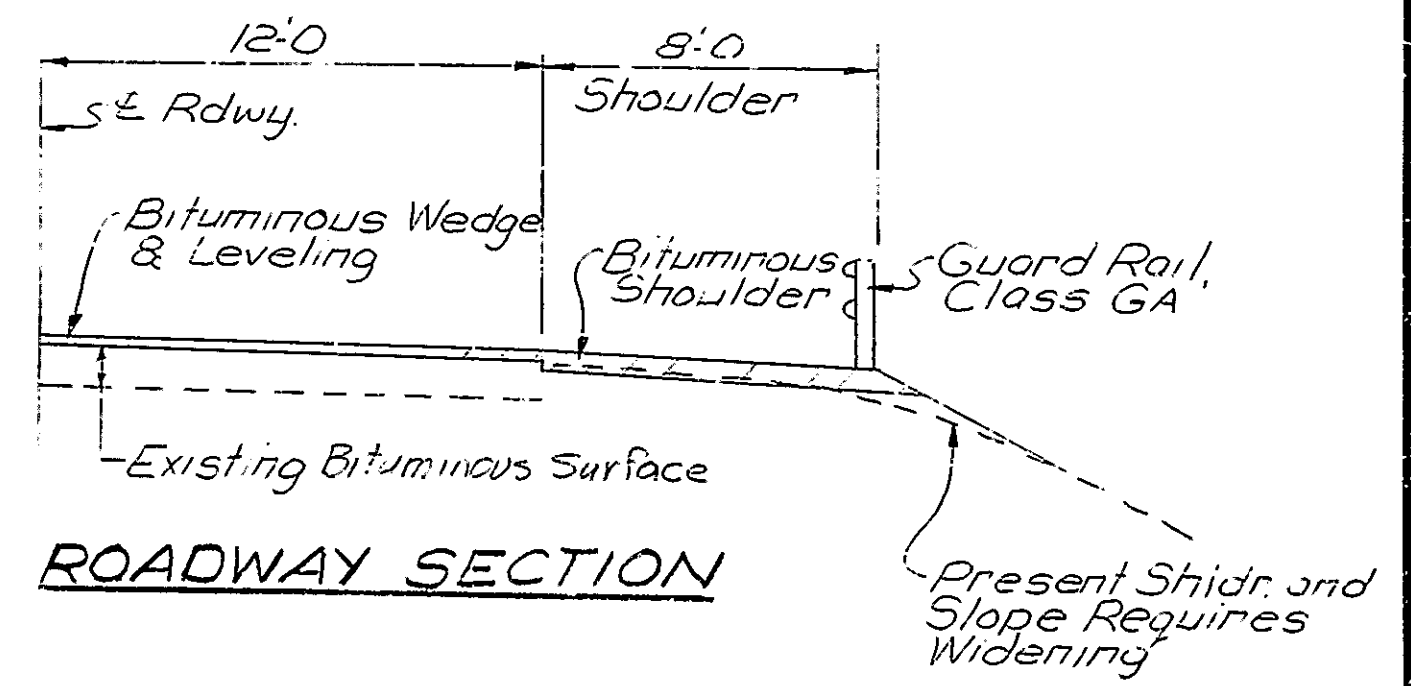 12'-0
8'-0
Shoulder
℄ Rdwy.
Bituminous Wedge
& Leveling
Bituminous
Shoulder
Guard Rail,
Class GA
Existing Bituminous Surface
ROADWAY SECTION
Present Shldr. and
Slope Requires
Widening